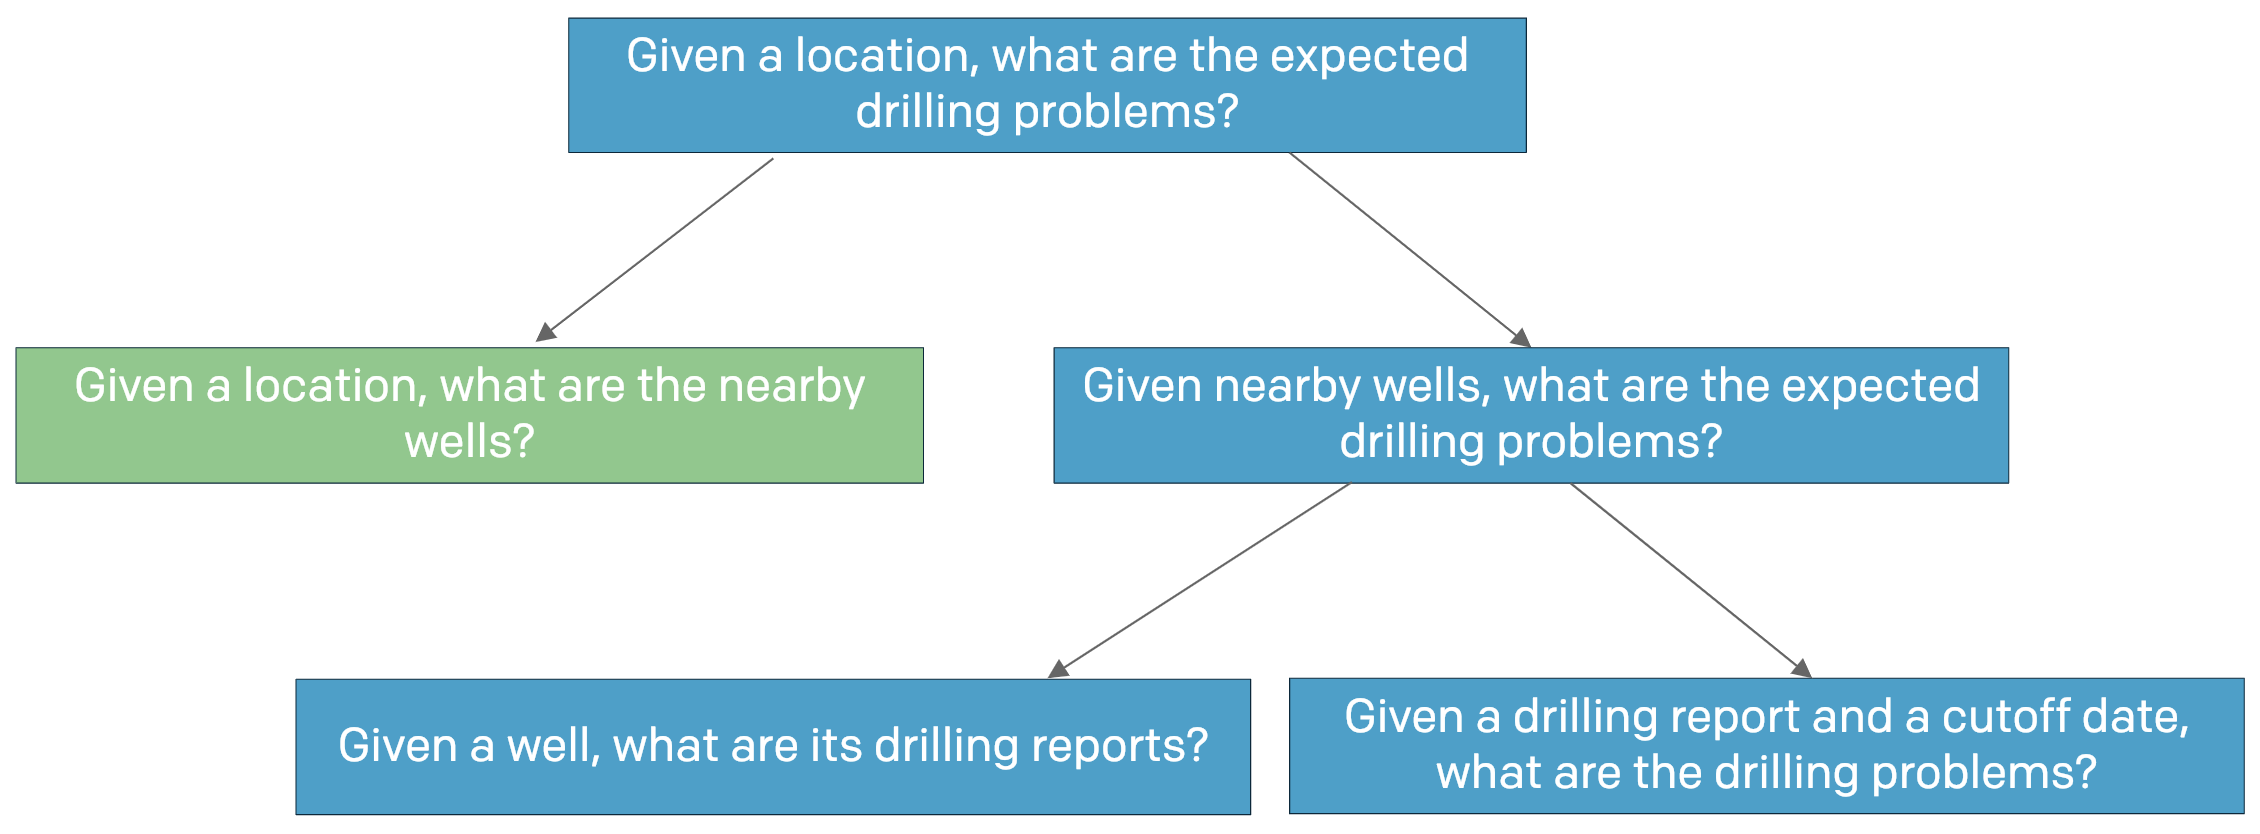 Given a location, what are the expected
drilling problems?
Given a location, what are the nearby
wells?
Given nearby wells, what are the expected
drilling problems?
Given a well, what are its drilling reports?
Given a drilling report and a cutoff date,
what are the drilling problems?